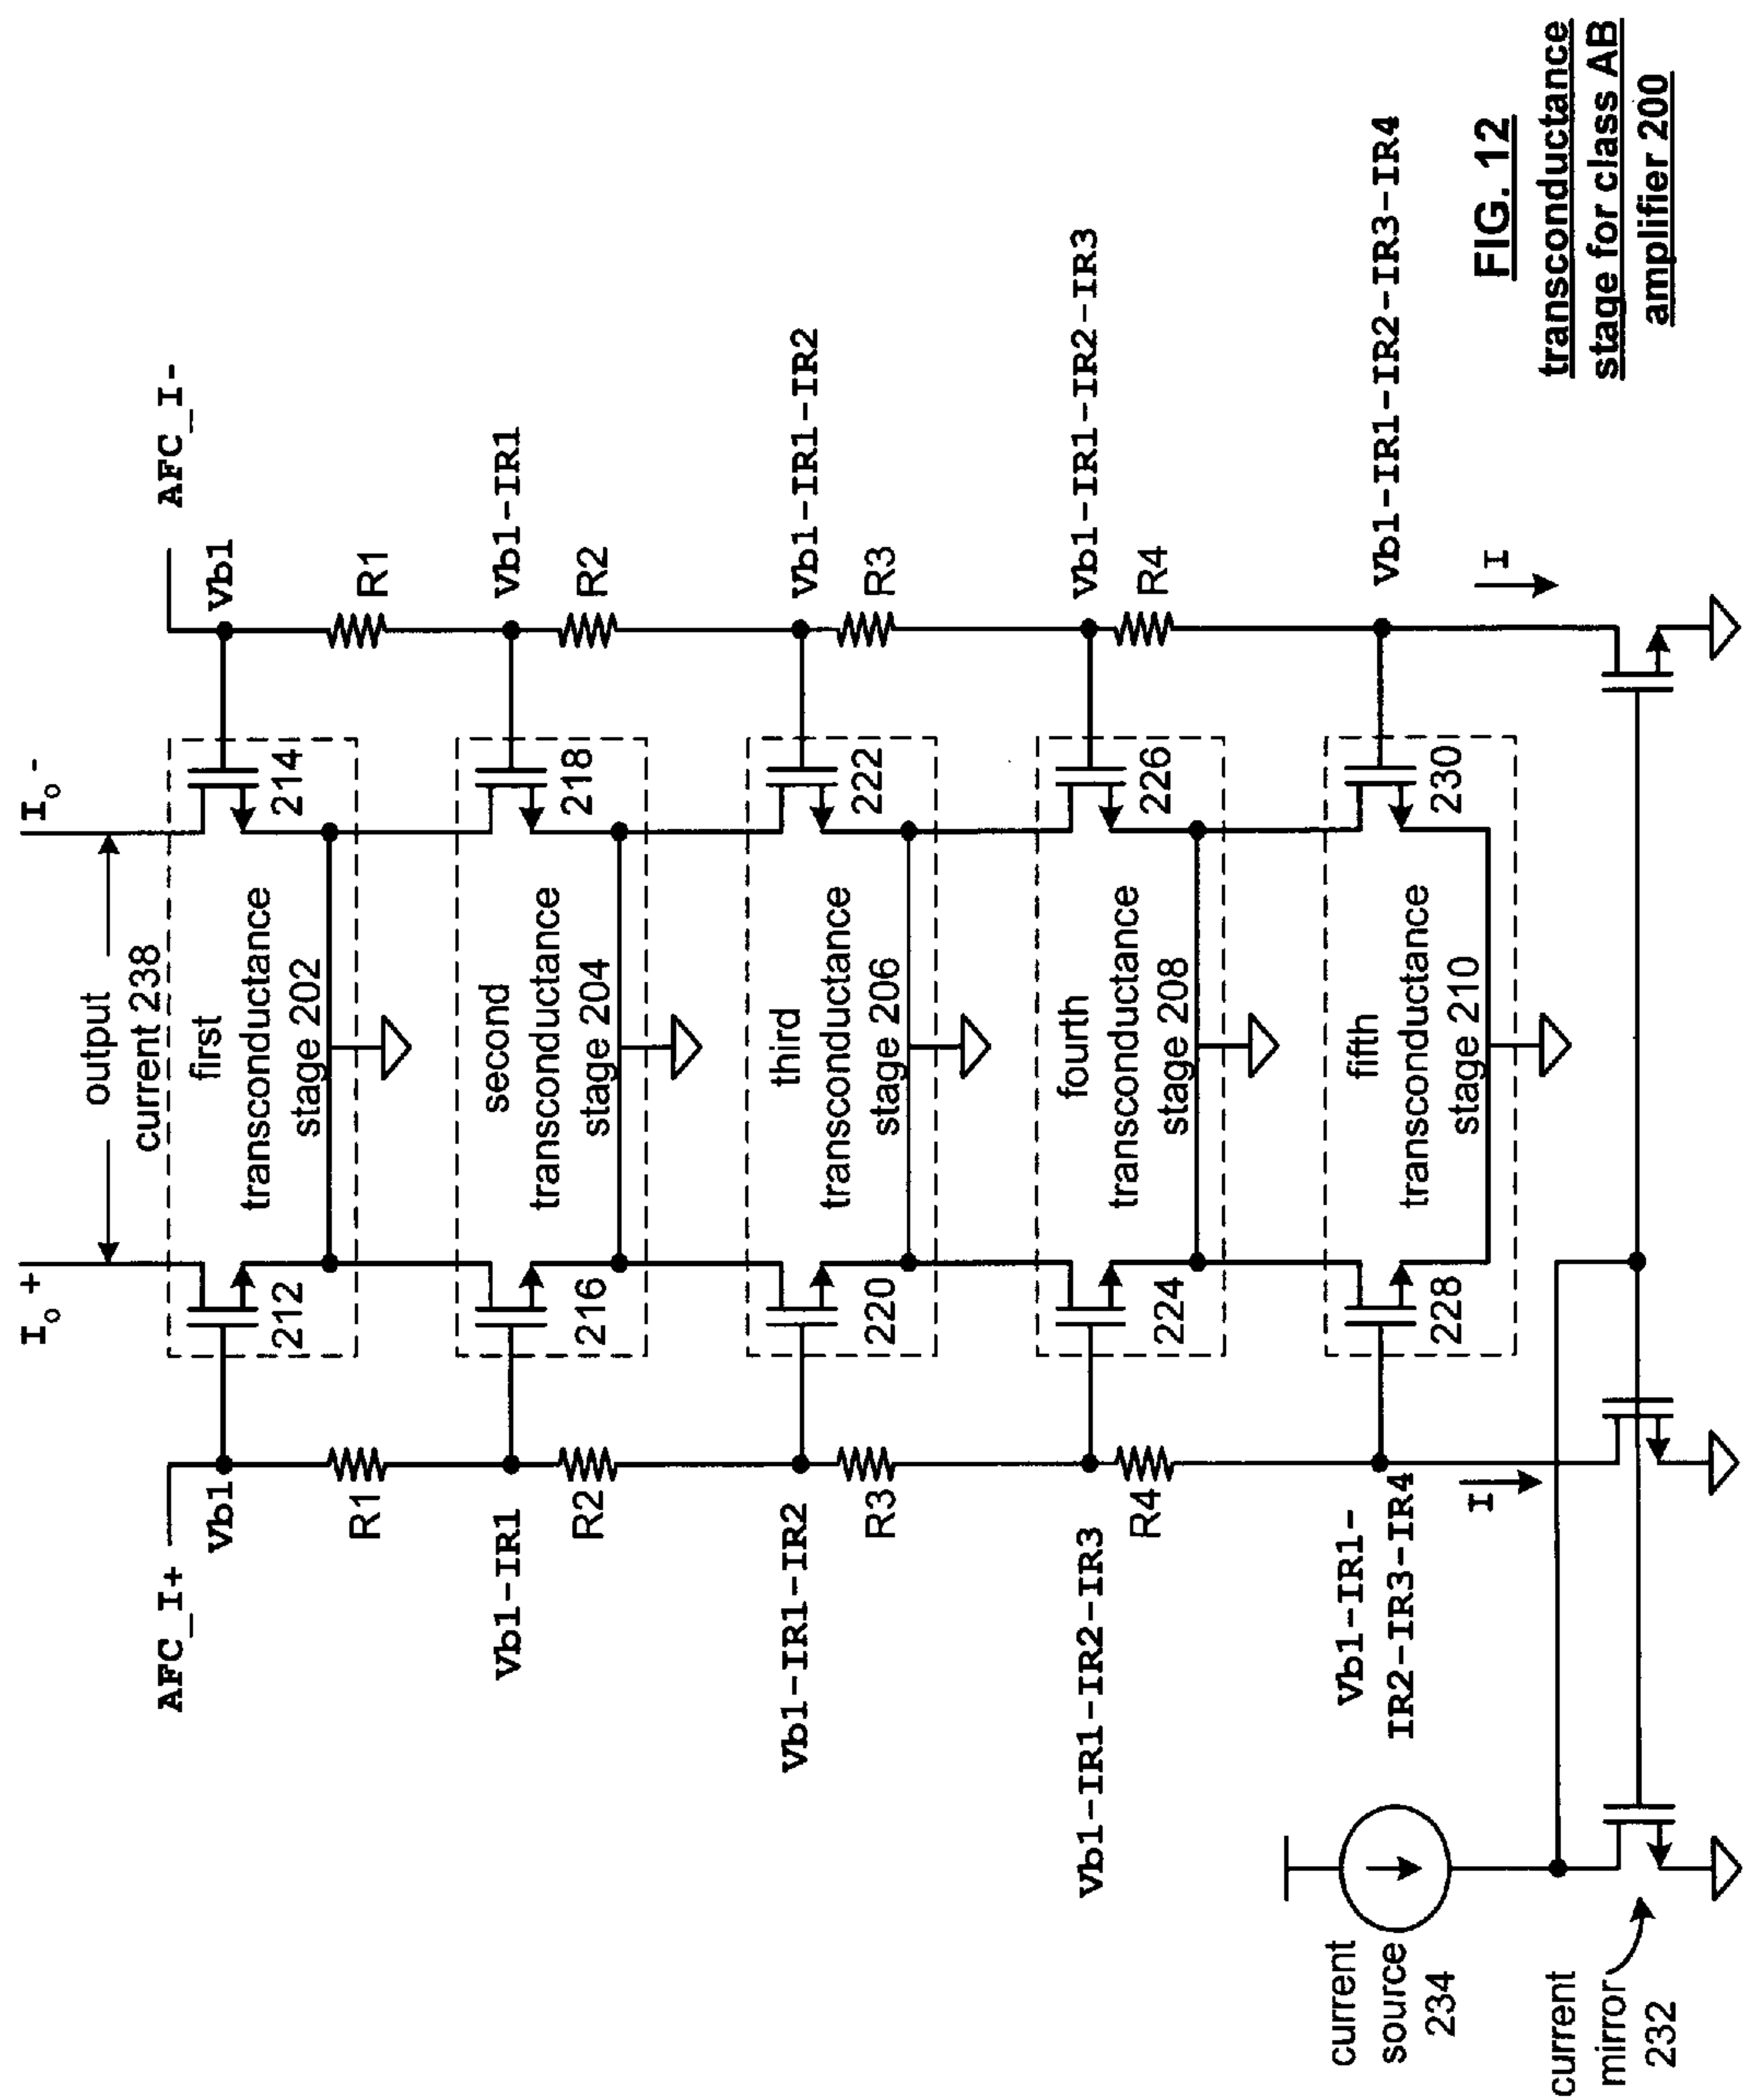 AFC_I+
Io+
output
current 238
Io-
AFC_I-
Vb1
212
first
transconductance
stage 202
214
Vb1
R1
R1
Vb1-IR1
216
second
transconductance
stage 204
218
Vb1-IR1
R2
R2
Vb1-IR1-IR2
220
third
transconductance
stage 206
222
Vb1-IR1-IR2
R3
R3
Vb1-IR1-IR2-IR3
224
fourth
transconductance
stage 208
226
Vb1-IR1-IR2-IR3
R4
R4
Vb1-IR1-
IR2-IR3-IR4
228
fifth
transconductance
stage 210
230
Vb1-IR1-IR2-IR3-IR4
I
I
current
source
234
current
mirror
232
FIG. 12
transconductance
stage for class AB
amplifier 200